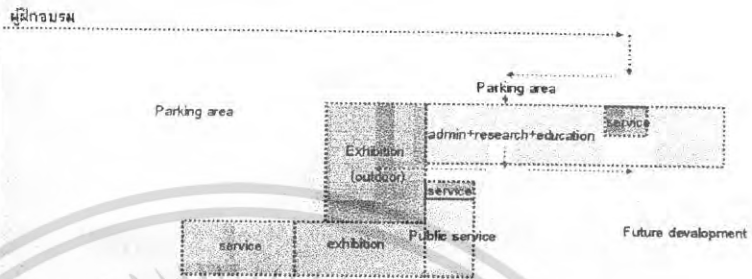 ผู้ฝึกอบรม
Parking area
Parking area
service
admin+research+education
Exhibition
(outdoor)
service
Public service
Future development
service
exhibition